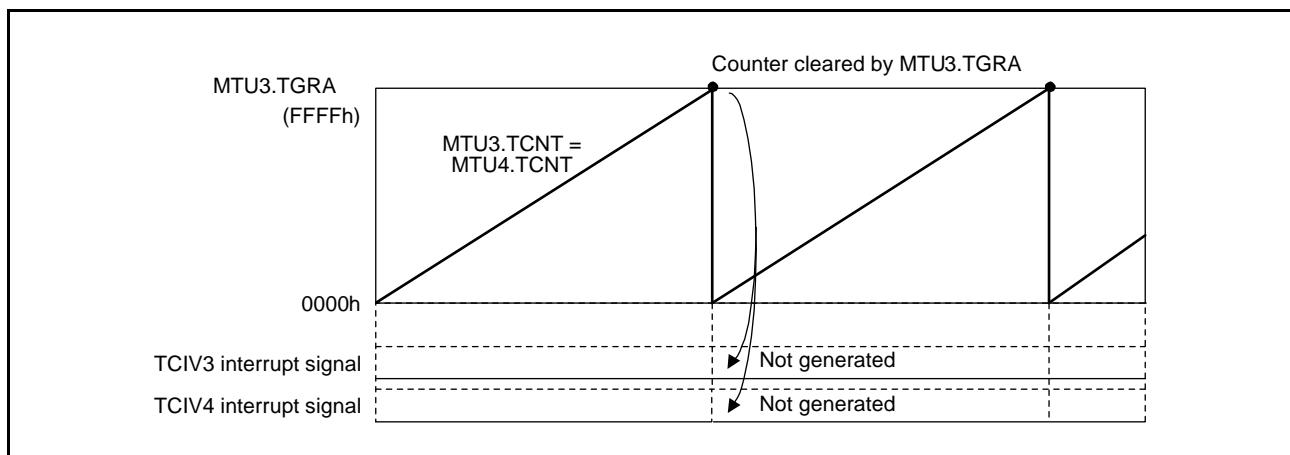 Counter cleared by MTU3.TGRA
MTU3.TGRA
(FFFFh)
MTU3.TCNT =
MTU4.TCNT
0000h
TCIV3 interrupt signal
Not generated
TCIV4 interrupt signal
Not generated